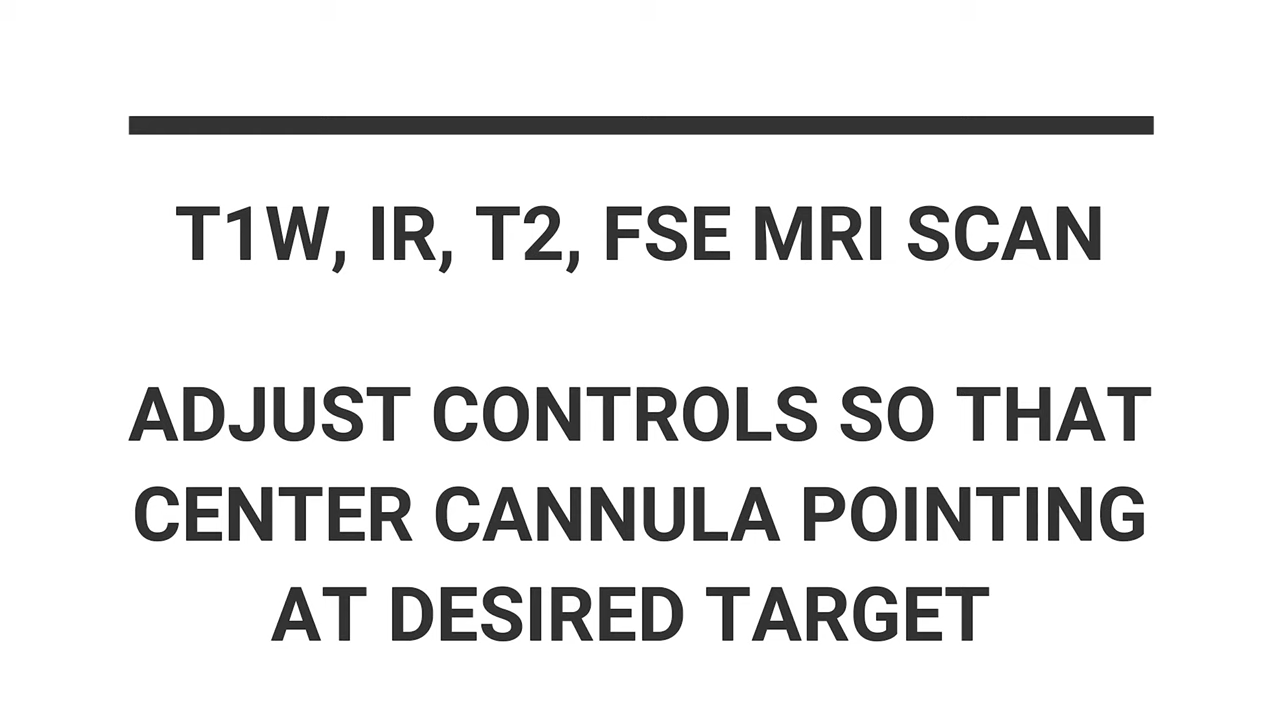 T1W, IR, T2, FSE MRI SCAN
ADJUST CONTROLS SO THAT
CENTER CANNULA POINTING
AT DESIRED TARGET